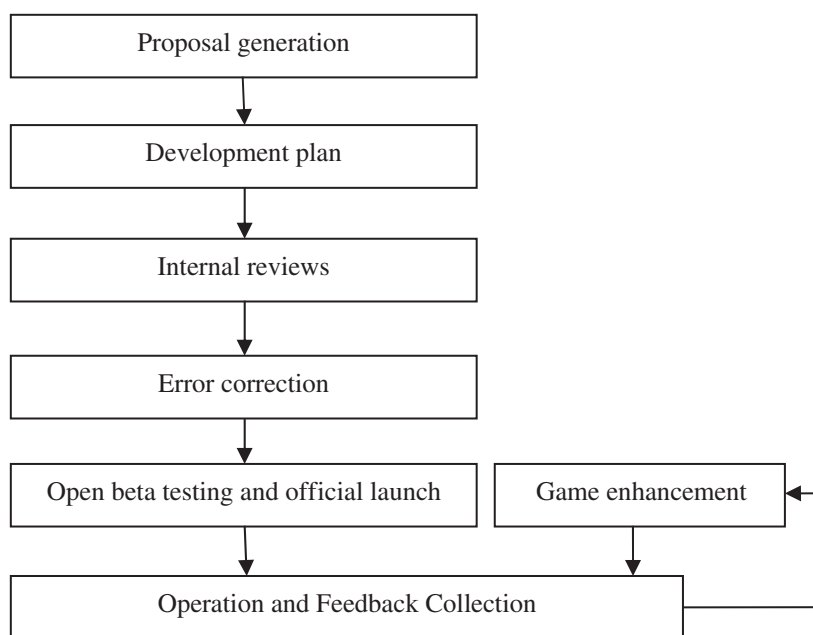 Proposal generation
Development plan
Internal reviews
Error correction
Open beta testing and official launch
Game enhancement
Operation and Feedback Collection